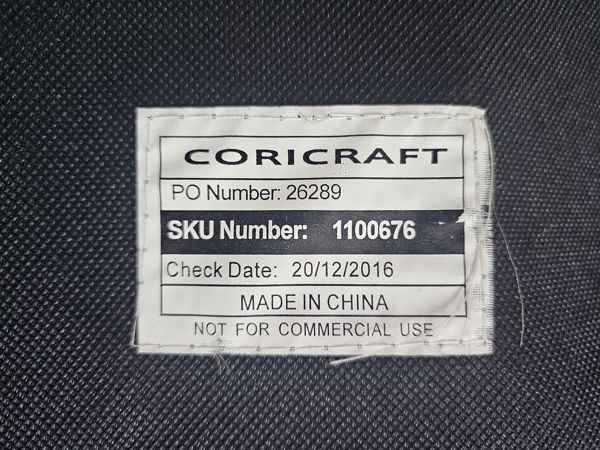 CORICRAFT
PO Number: 26289
SKU Number: 1100676
Check Date: 20/12/2016
MADE IN CHINA
NOT FOR COMMERCIAL USE